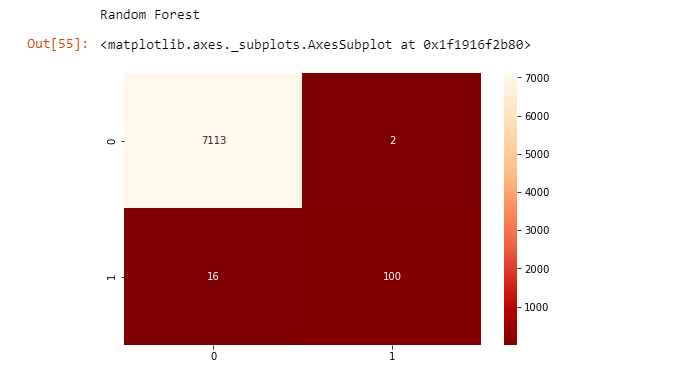 Random Forest
Out[55]: <matplotlib.axes._subplots.AxesSubplot at 0x1f1916f2b80>
7000
6000
5000
4000
3000
2000
1000
0 7113 2
1 16 100
0 1